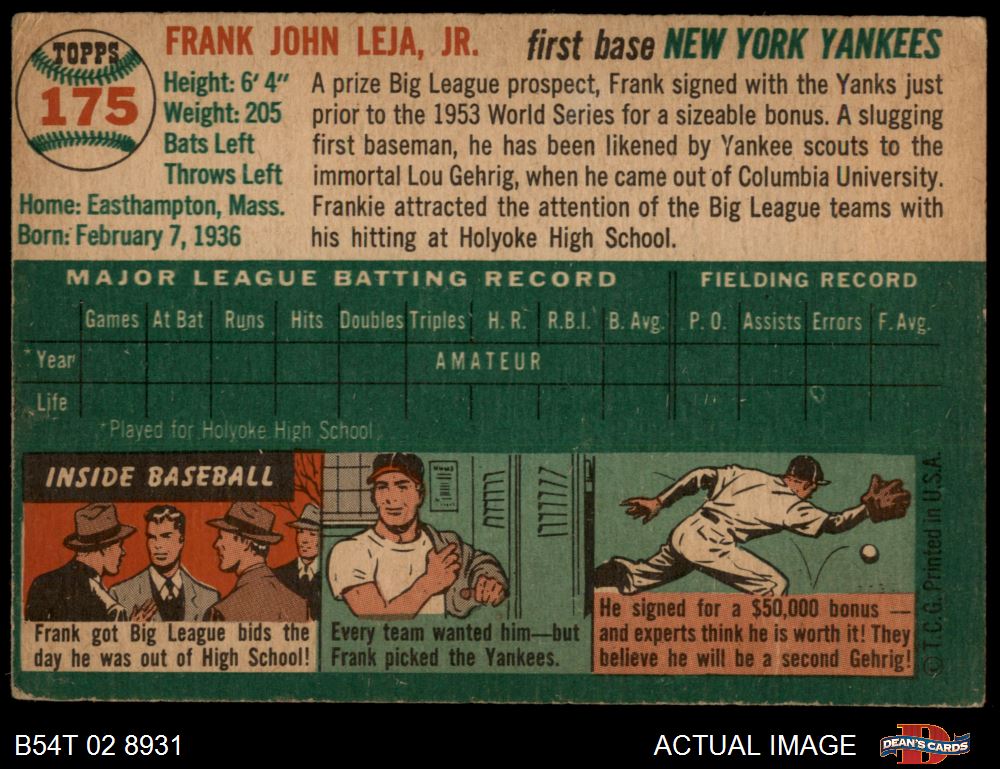 TOPPS
175
FRANK JOHN LEJA, JR.
first base NEW YORK YANKEES
Height: 6' 4"
Weight: 205
Bats Left
Throws Left
Home: Easthampton, Mass.
Born: February 7, 1936
A prize Big League prospect, Frank signed with the Yanks just
prior to the 1953 World Series for a sizeable bonus. A slugging
first baseman, he has been likened by Yankee scouts to the
immortal Lou Gehrig, when he came out of Columbia University.
Frankie attracted the attention of the Big League teams with
his hitting at Holyoke High School.
MAJOR LEAGUE BATTING RECORD FIELDING RECORD
Games At Bat Runs Hits Doubles Triples H. R. R.B.I. B. Avg. P. O. Assists Errors F. Avg.
*Year AMATEUR
Life
*Played for Holyoke High School
INSIDE BASEBALL
Frank got Big League bids the
day he was out of High School!
Every team wanted him—but
Frank picked the Yankees.
He signed for a $50,000 bonus —
and experts think he is worth it! They
believe he will be a second Gehrig!
© T.C.G. Printed in U.S.A.
B54T 02 8931
ACTUAL IMAGE
DEAN'S CARDS